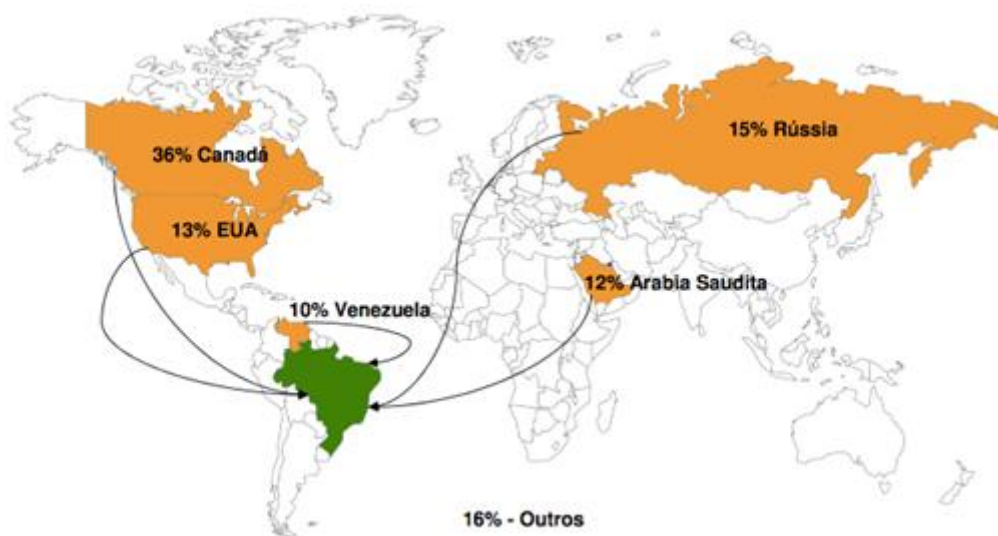 36% Canadá
15% Rússia
13% EUA
12% Arabia Saudita
10% Venezuela
16% - Outros